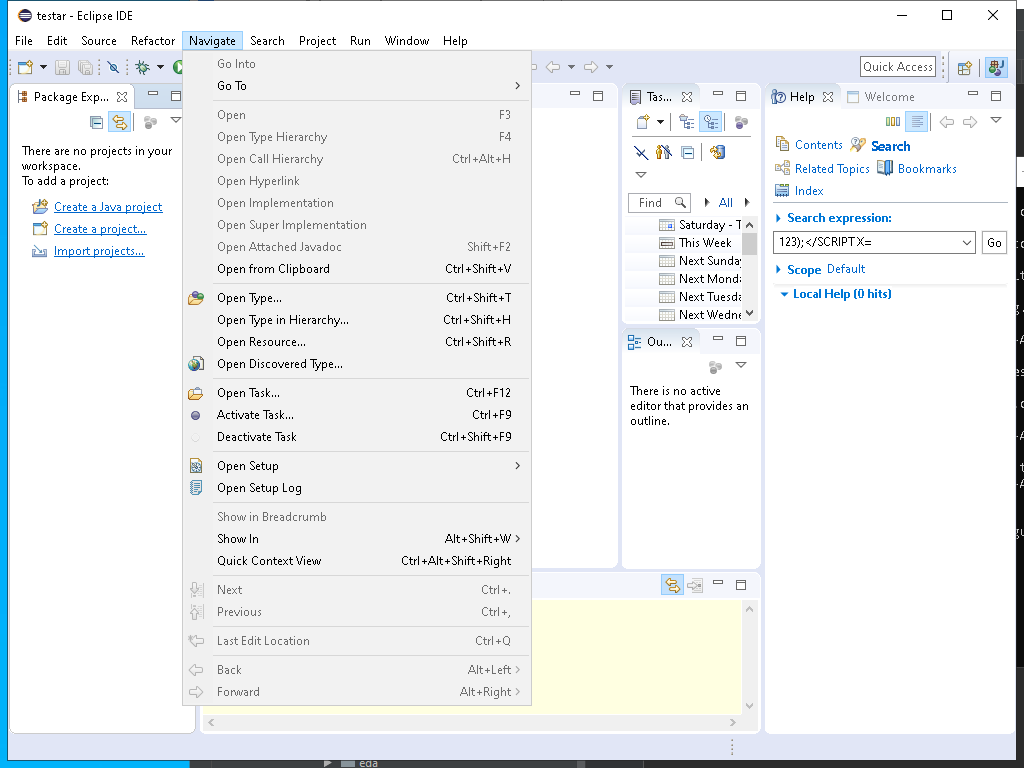 testar - Eclipse IDE
File Edit Source Refactor Navigate Search Project Run Window Help
Quick Access
Package Exp...
There are no projects in your
workspace.
To add a project:
Create a Java project
Create a project...
Import projects...
Go Into
Go To
Open F3
Open Type Hierarchy F4
Open Call Hierarchy Ctrl+Alt+H
Open Hyperlink
Open Implementation
Open Super Implementation
Open Attached Javadoc Shift+F2
Open from Clipboard Ctrl+Shift+V
Open Type... Ctrl+Shift+T
Open Type in Hierarchy... Ctrl+Shift+H
Open Resource... Ctrl+Shift+R
Open Discovered Type...
Open Task... Ctrl+F12
Activate Task... Ctrl+F9
Deactivate Task Ctrl+Shift+F9
Open Setup
Open Setup Log
Show in Breadcrumb
Show In Alt+Shift+W
Quick Context View Ctrl+Alt+Shift+Right
Next Ctrl+.
Previous Ctrl+,
Last Edit Location Ctrl+Q
Back Alt+Left
Forward Alt+Right
Tas...
Find All
Saturday - T
This Week
Next Sunday
Next Monda
Next Tuesda
Next Wedne
Ou...
There is no active
editor that provides an
outline.
Help Welcome
Contents Search
Related Topics Bookmarks
Index
Search expression:
123);</SCRIPT X= Go
Scope Default
Local Help (0 hits)
eda